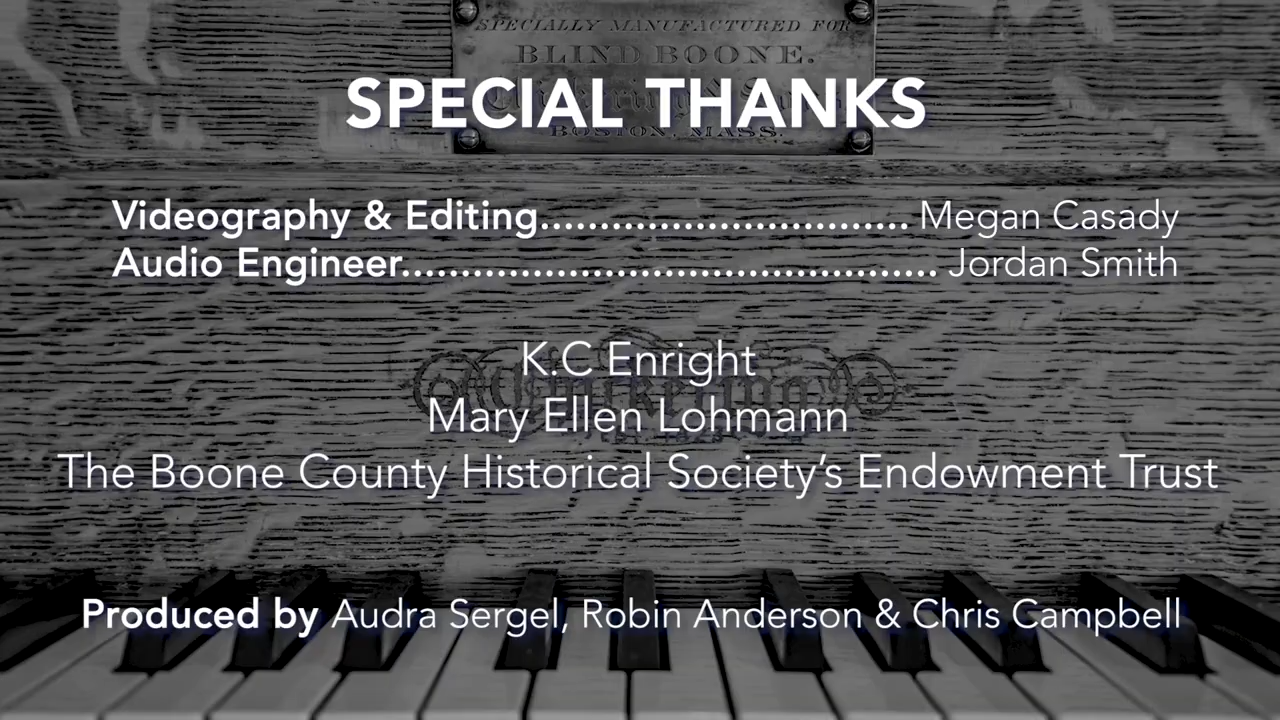 SPECIALLY MANUFACTURED FOR
BLIND BOONE.
SPECIAL THANKS
BOSTON, MASS.
Videography & Editing............................... Megan Casady
Audio Engineer............................................. Jordan Smith
K.C Enright
Chickering
Mary Ellen Lohmann
The Boone County Historical Society’s Endowment Trust
Produced by Audra Sergel, Robin Anderson & Chris Campbell